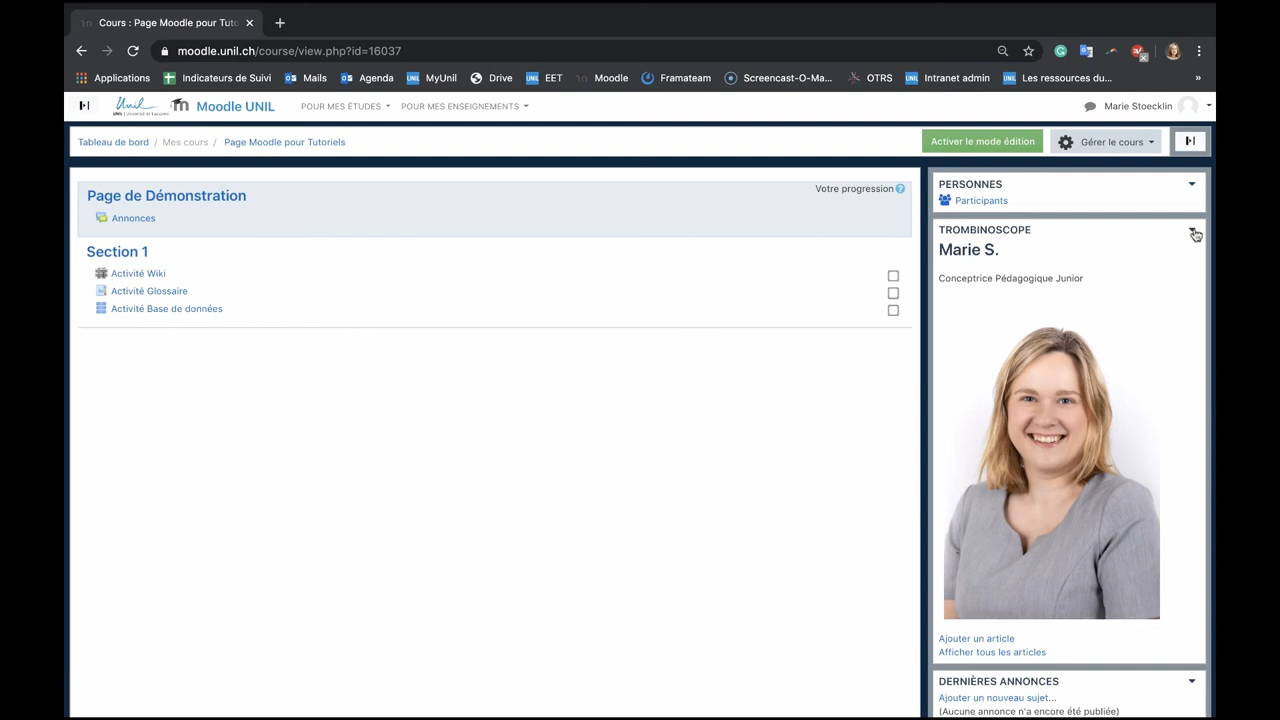 Cours : Page Moodle pour Tuto
moodle.unil.ch/course/view.php?id=16037
Applications
Indicateurs de Suivi
Mails
Agenda
MyUnil
Drive
EET
Moodle
Framateam
Screencast-O-Ma...
OTRS
Intranet admin
Les ressources du...
»
Unil
UNIL | Université de Lausanne
Moodle UNIL
POUR MES ÉTUDES
POUR MES ENSEIGNEMENTS
Marie Stoecklin
Tableau de bord / Mes cours / Page Moodle pour Tutoriels
Activer le mode édition
Gérer le cours
Page de Démonstration
Votre progression ?
Annonces
Section 1
Activité Wiki
Activité Glossaire
Activité Base de données
PERSONNES
Participants
TROMBINOSCOPE
Marie S.
Conceptrice Pédagogique Junior
Ajouter un article
Afficher tous les articles
DERNIÈRES ANNONCES
Ajouter un nouveau sujet...
(Aucune annonce n'a encore été publiée)